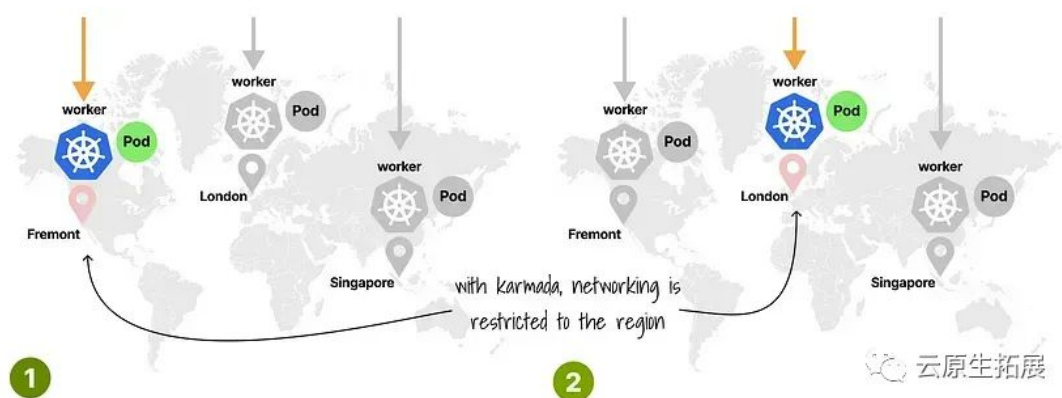 worker
Pod
Fremont
worker
Pod
London
worker
Pod
Singapore
worker
Pod
Fremont
worker
Pod
London
worker
Pod
Singapore
with karmada, networking is
restricted to the region
1
2
云原生拓展